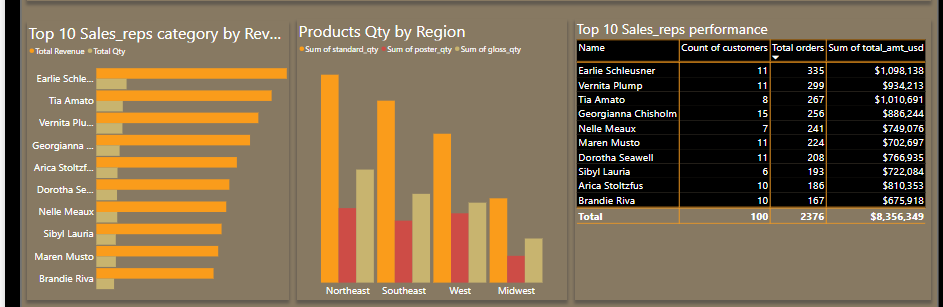 Top 10 Sales_reps category by Rev...
Total Revenue Total Qty
Earlie Schle...
Tia Amato
Vernita Plu...
Georgianna ...
Arica Stoltzf...
Dorotha Se...
Nelle Meaux
Sibyl Lauria
Maren Musto
Brandie Riva
Products Qty by Region
Sum of standard_qty Sum of poster_qty Sum of gloss_qty
Northeast Southeast West Midwest
Top 10 Sales_reps performance
Name Count of customers Total orders Sum of total_amt_usd
Earlie Schleusner 11 335 $1,098,138
Vernita Plump 11 299 $934,213
Tia Amato 8 267 $1,010,691
Georgianna Chisholm 15 256 $886,244
Nelle Meaux 7 241 $749,076
Maren Musto 11 224 $702,697
Dorotha Seawell 11 208 $766,935
Sibyl Lauria 6 193 $722,084
Arica Stoltzfus 10 186 $810,353
Brandie Riva 10 167 $675,918
Total 100 2376 $8,356,349